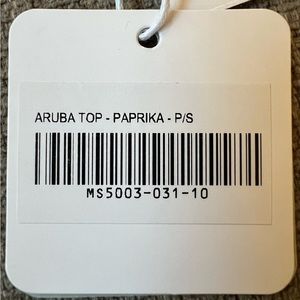 ARUBA TOP - PAPRIKA - P/S
MS5003-031-10